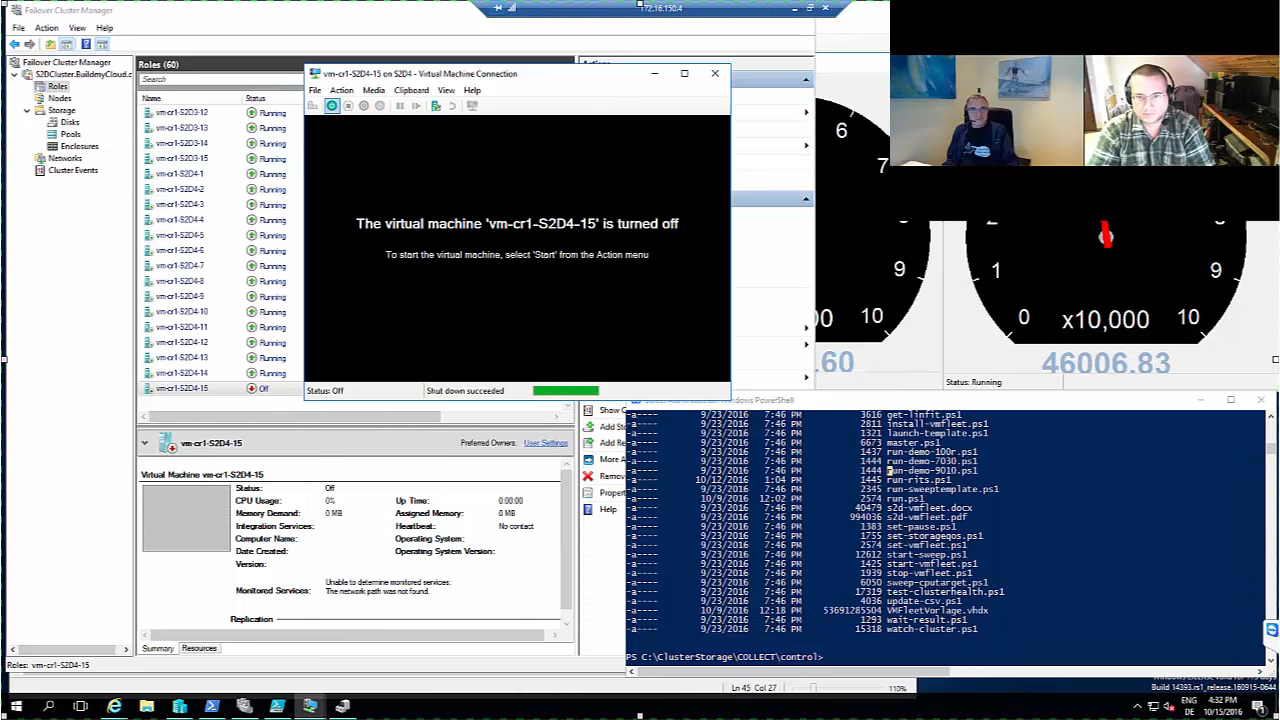 Failover Cluster Manager
172.16.150.4
File Action View Help
Failover Cluster Manager
S2DCluster.BuildmyCloud.c
Roles
Nodes
Storage
Disks
Pools
Enclosures
Networks
Cluster Events
Roles (60)
Search
Name Status
vm-cr1-S2D3-12 Running
vm-cr1-S2D3-13 Running
vm-cr1-S2D3-14 Running
vm-cr1-S2D3-15 Running
vm-cr1-S2D4-1 Running
vm-cr1-S2D4-2 Running
vm-cr1-S2D4-3 Running
vm-cr1-S2D4-4 Running
vm-cr1-S2D4-5 Running
vm-cr1-S2D4-6 Running
vm-cr1-S2D4-7 Running
vm-cr1-S2D4-8 Running
vm-cr1-S2D4-9 Running
vm-cr1-S2D4-10 Running
vm-cr1-S2D4-11 Running
vm-cr1-S2D4-12 Running
vm-cr1-S2D4-13 Running
vm-cr1-S2D4-14 Running
vm-cr1-S2D4-15 Off
vm-cr1-S2D4-15 on S2D4 - Virtual Machine Connection
File Action Media Clipboard View Help
The virtual machine 'vm-cr1-S2D4-15' is turned off
To start the virtual machine, select 'Start' from the Action menu
Status: Off Shut down succeeded
6
7
9
00 10
.60
2
1 9
0 x10,000 10
46006.83
Status: Running
Show C
Add Sto
Add Re
More A
Remov
Propert
Help
vm-cr1-S2D4-15 Preferred Owners: User Settings
Virtual Machine vm-cr1-S2D4-15
Status: Off
CPU Usage: 0% Up Time: 0:00:00
Memory Demand: 0 MB Assigned Memory: 0 MB
Integration Services: Heartbeat: No contact
Computer Name: Operating System:
Date Created: Operating System Version:
Version:
Monitored Services: Unable to determine monitored services.
The network path was not found.
Replication
Summary Resources
Roles: vm-cr1-S2D4-15
Windows PowerShell
-a---- 9/23/2016 7:46 PM 3616 get-linfit.ps1
-a---- 9/23/2016 7:46 PM 2811 install-vmfleet.ps1
-a---- 9/23/2016 7:46 PM 1321 launch-template.ps1
-a---- 9/23/2016 7:46 PM 6673 master.ps1
-a---- 9/23/2016 7:46 PM 1437 run-demo-100r.ps1
-a---- 9/23/2016 7:46 PM 1444 run-demo-7030.ps1
-a---- 9/23/2016 7:46 PM 1444 run-demo-9010.ps1
-a---- 10/12/2016 1:04 PM 1445 run-rits.ps1
-a---- 9/23/2016 7:46 PM 2345 run-sweeptemplate.ps1
-a---- 10/9/2016 12:02 PM 2574 run.ps1
-a---- 9/23/2016 7:46 PM 40479 s2d-vmfleet.docx
-a---- 9/23/2016 7:46 PM 994036 s2d-vmfleet.pdf
-a---- 9/23/2016 7:46 PM 1383 set-pause.ps1
-a---- 9/23/2016 7:46 PM 1755 set-storageqos.ps1
-a---- 9/23/2016 7:46 PM 2574 set-vmfleet.ps1
-a---- 9/23/2016 7:46 PM 12612 start-sweep.ps1
-a---- 9/23/2016 7:46 PM 1425 start-vmfleet.ps1
-a---- 9/23/2016 7:46 PM 1939 stop-vmfleet.ps1
-a---- 9/23/2016 7:46 PM 6050 sweep-cputarget.ps1
-a---- 9/23/2016 7:46 PM 17319 test-clusterhealth.ps1
-a---- 9/23/2016 7:46 PM 4036 update-csv.ps1
-a---- 10/9/2016 12:18 PM 53691285504 VMFleetVorlage.vhdx
-a---- 9/23/2016 7:46 PM 1293 wait-result.ps1
-a---- 9/23/2016 7:46 PM 15318 watch-cluster.ps1
PS C:\ClusterStorage\COLLECT\control>
Ln 45 Col 27 110%
Build 14393.rs1_release.160915-0644
ENG 4:32 PM
DE 10/15/2016